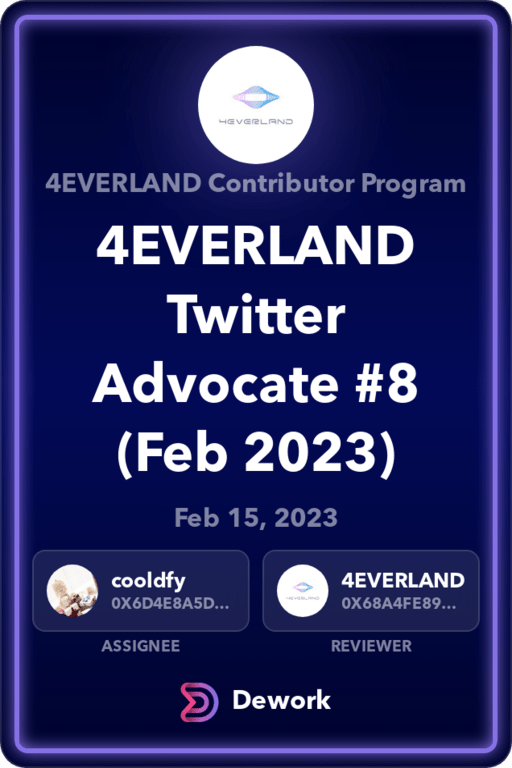 4EVERLAND
4EVERLAND Contributor Program
4EVERLAND
Twitter
Advocate #8
(Feb 2023)
Feb 15, 2023
cooldfy
0X6D4E8A5D...
4EVERLAND
4EVERLAND
0X68A4FE89...
ASSIGNEE
REVIEWER
Dework